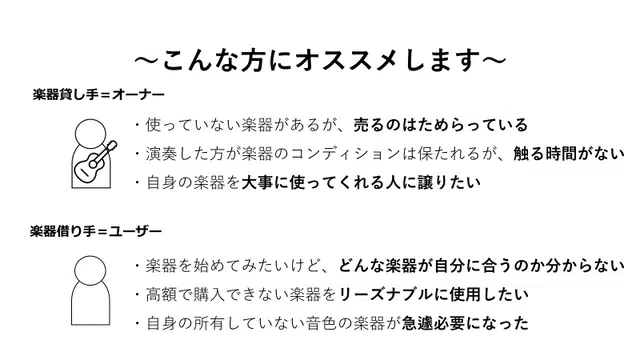 ～こんな方にオススメします～
楽器貸し手＝オーナー
・使っていない楽器があるが、売るのはためらっている
・演奏した方が楽器のコンディションは保たれるが、触る時間がない
・自身の楽器を大事に使ってくれる人に譲りたい
楽器借り手＝ユーザー
・楽器を始めてみたいけど、どんな楽器が自分に合うのか分からない
・高額で購入できない楽器をリーズナブルに使用したい
・自身の所有していない音色の楽器が急遽必要になった